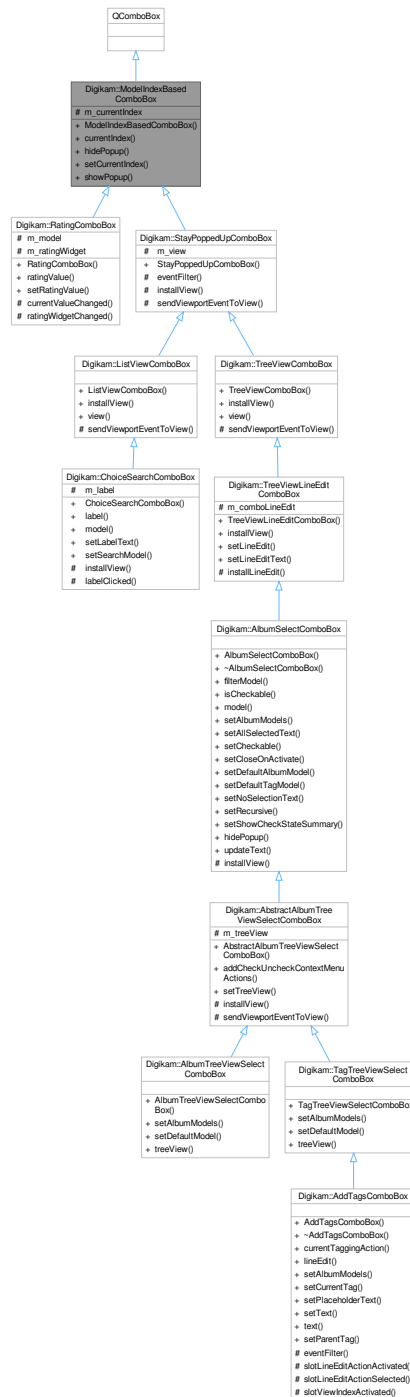 QComboBox
Digikam::ModelIndexBased
ComboBox
# m_currentIndex
+ ModelIndexBasedComboBox()
+ currentIndex()
+ hidePopup()
+ setCurrentIndex()
+ showPopup()
Digikam::RatingComboBox
# m_model
# m_ratingWidget
+ RatingComboBox()
+ ratingValue()
+ setRatingValue()
# currentValueChanged()
# ratingWidgetChanged()
Digikam::StayPoppedUpComboBox
# m_view
+ StayPoppedUpComboBox()
# eventFilter()
# installView()
# sendViewportEventToView()
Digikam::ListViewComboBox
+ ListViewComboBox()
+ installView()
+ view()
# sendViewportEventToView()
Digikam::TreeViewComboBox
+ TreeViewComboBox()
+ installView()
+ view()
# sendViewportEventToView()
Digikam::ChoiceSearchComboBox
# m_label
+ ChoiceSearchComboBox()
+ label()
+ model()
+ setLabelText()
+ setSearchModel()
# installView()
# labelClicked()
Digikam::TreeViewLineEdit
ComboBox
# m_comboLineEdit
+ TreeViewLineEditComboBox()
+ installView()
+ setLineEdit()
+ setLineEditText()
# installLineEdit()
Digikam::AlbumSelectComboBox
+ AlbumSelectComboBox()
+ ~AlbumSelectComboBox()
+ filterModel()
+ isCheckable()
+ model()
+ setAlbumModels()
+ setAllSelectedText()
+ setCheckable()
+ setCloseOnActivate()
+ setDefaultAlbumModel()
+ setDefaultTagModel()
+ setNoSelectionText()
+ setRecursive()
+ setShowCheckStateSummary()
+ hidePopup()
+ updateText()
# installView()
Digikam::AbstractAlbumTree
ViewSelectComboBox
# m_treeView
+ AbstractAlbumTreeViewSelect
ComboBox()
+ addCheckUncheckContextMenu
Actions()
+ setTreeView()
# installView()
# sendViewportEventToView()
Digikam::AlbumTreeViewSelect
ComboBox
+ AlbumTreeViewSelectCombo
Box()
+ setAlbumModels()
+ setDefaultModel()
+ treeView()
Digikam::TagTreeViewSelect
ComboBox
+ TagTreeViewSelectComboBox
+ setAlbumModels()
+ setDefaultModel()
+ treeView()
Digikam::AddTagsComboBox
+ AddTagsComboBox()
+ ~AddTagsComboBox()
+ currentTaggingAction()
+ lineEdit()
+ setAlbumModels()
+ setCurrentTag()
+ setPlaceholderText()
+ setText()
+ text()
+ setParentTag()
# eventFilter()
# slotLineEditActionActivated()
# slotLineEditActionSelected()
# slotViewIndexActivated()